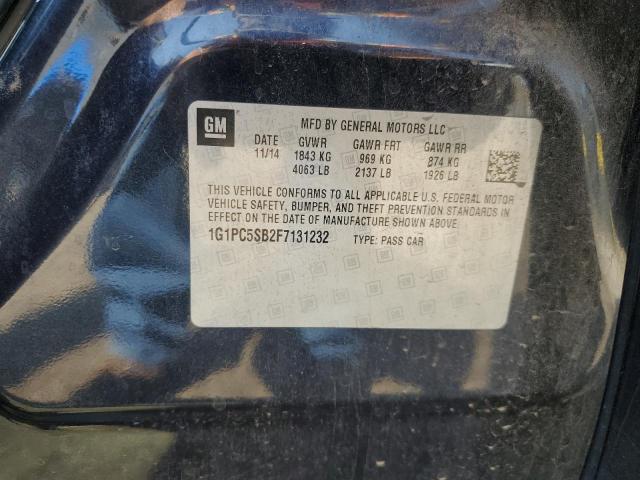 GM
MFD BY GENERAL MOTORS LLC
DATE GVWR GAWR FRT GAWR RR
11/14 1843 KG 969 KG 874 KG
4063 LB 2137 LB 1926 LB
THIS VEHICLE CONFORMS TO ALL APPLICABLE U.S. FEDERAL MOTOR
VEHICLE SAFETY, BUMPER, AND THEFT PREVENTION STANDARDS IN
EFFECT ON THE DATE OF MANUFACTURE SHOWN ABOVE.
1G1PC5SB2F7131232 TYPE: PASS CAR